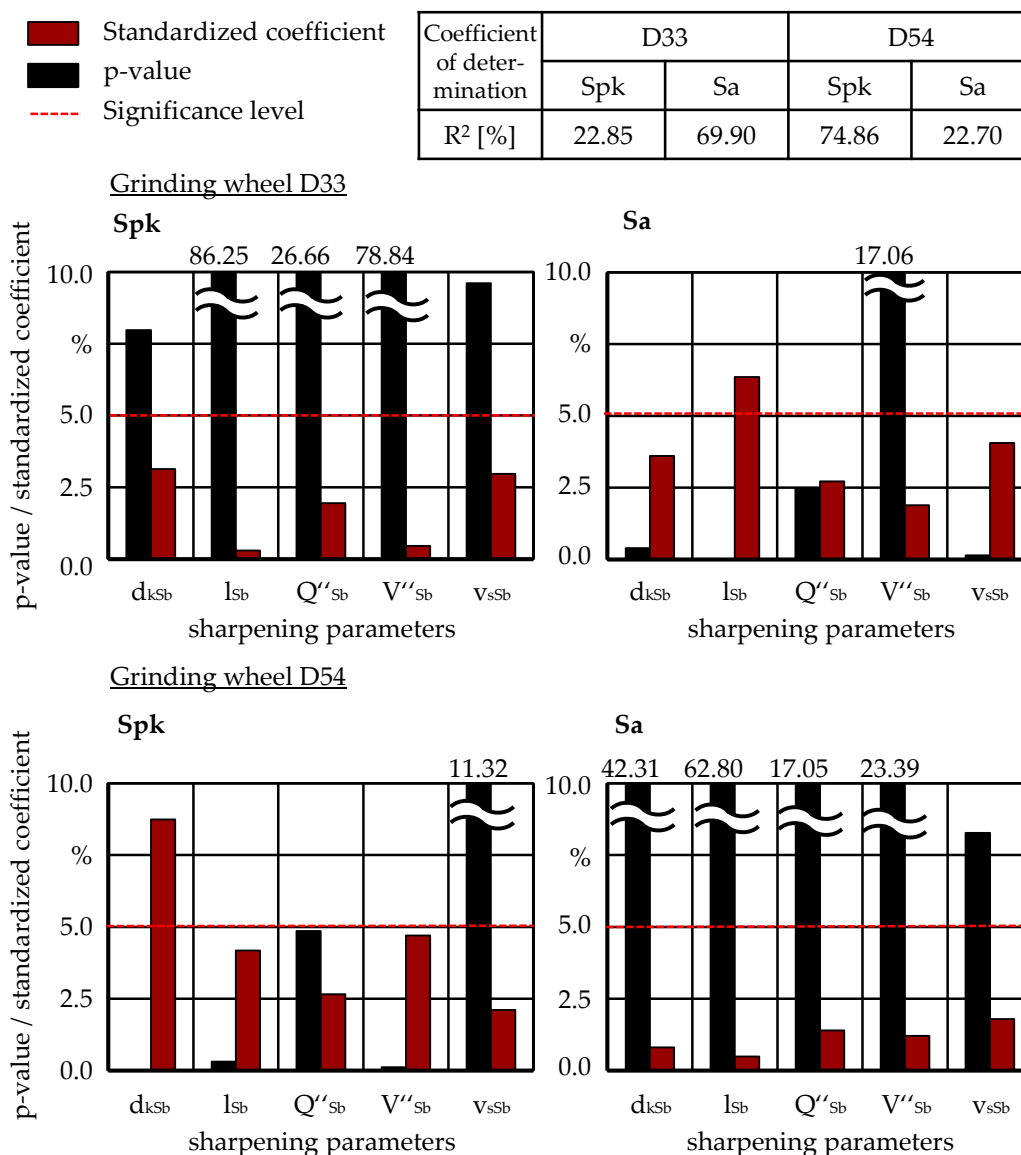 Standardized coefficient
p-value
Significance level
Coefficient of deter-mination D33 D54
Spk Sa Spk Sa
R² [%] 22.85 69.90 74.86 22.70
Grinding wheel D33
Spk
86.25 26.66 78.84
p-value / standardized coefficient
10.0
%
5.0
2.5
0.0
dkSb lSb Q‘‘Sb V‘‘Sb vsSb
sharpening parameters
Sa
17.06
10.0
%
5.0
2.5
0.0
dkSb lSb Q‘‘Sb V‘‘Sb vsSb
sharpening parameters
Grinding wheel D54
Spk
11.32
p-value / standardized coefficient
10.0
%
5.0
2.5
0.0
dkSb lSb Q‘‘Sb V‘‘Sb vsSb
sharpening parameters
Sa
42.31 62.80 17.05 23.39
10.0
%
5.0
2.5
0.0
dkSb lSb Q‘‘Sb V‘‘Sb vsSb
sharpening parameters